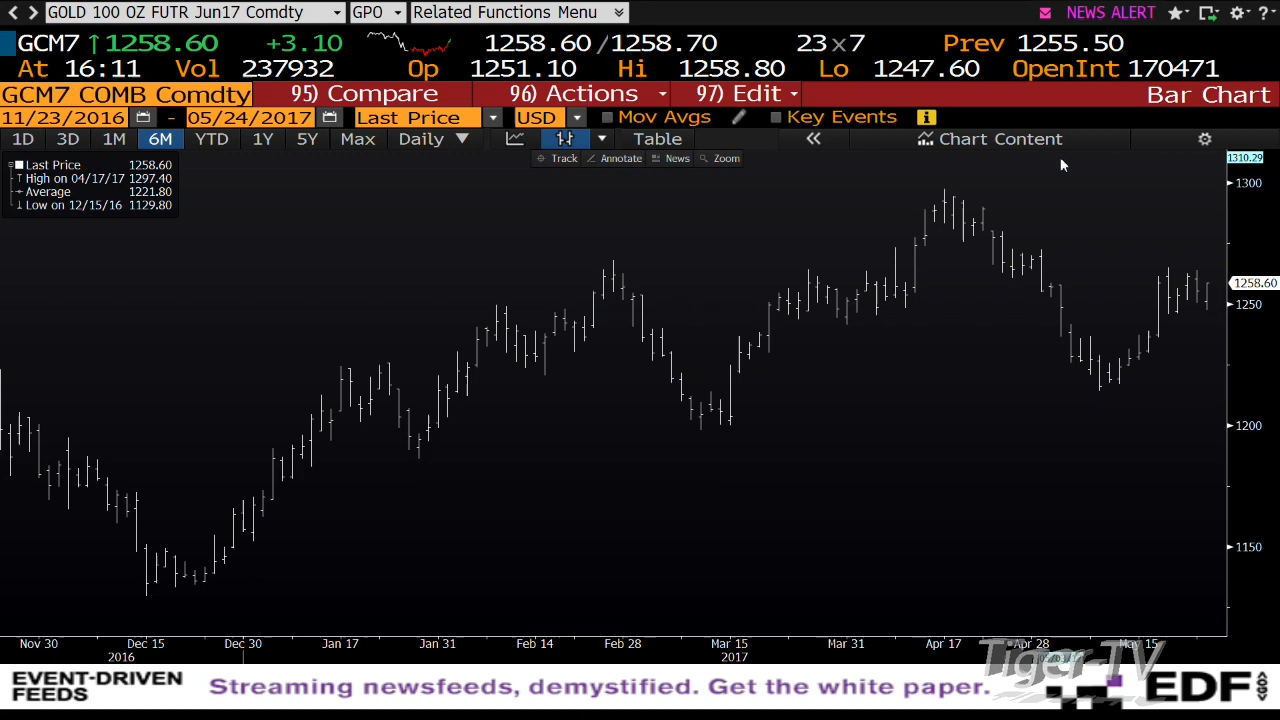 GOLD 100 OZ FUTR Jun17 Comdty GPO Related Functions Menu NEWS ALERT ?
GCM7 ↑1258.60 +3.10 1258.60/1258.70 23x7 Prev 1255.50
At 16:11 Vol 237932 Op 1251.10 Hi 1258.80 Lo 1247.60 OpenInt 170471
GCM7 COMB Comdty 95) Compare 96) Actions 97) Edit Bar Chart
11/23/2016 - 05/24/2017 Last Price USD Mov Avgs Key Events i
1D 3D 1M 6M YTD 1Y 5Y Max Daily Table « Chart Content
Track Annotate News Zoom
Last Price 1258.60
High on 04/17/17 1297.40
Average 1221.80
Low on 12/15/16 1129.80
1310.29
1300
1258.60
1250
1200
1150
Nov 30 Dec 15 Dec 30 Jan 17 Jan 31 Feb 14 Feb 28 Mar 15 Mar 31 Apr 17 Apr 28 May 15
2016 2017
Tiger-TV
EVENT-DRIVEN
FEEDS
Streaming newsfeeds, demystified. Get the white paper.
EDF